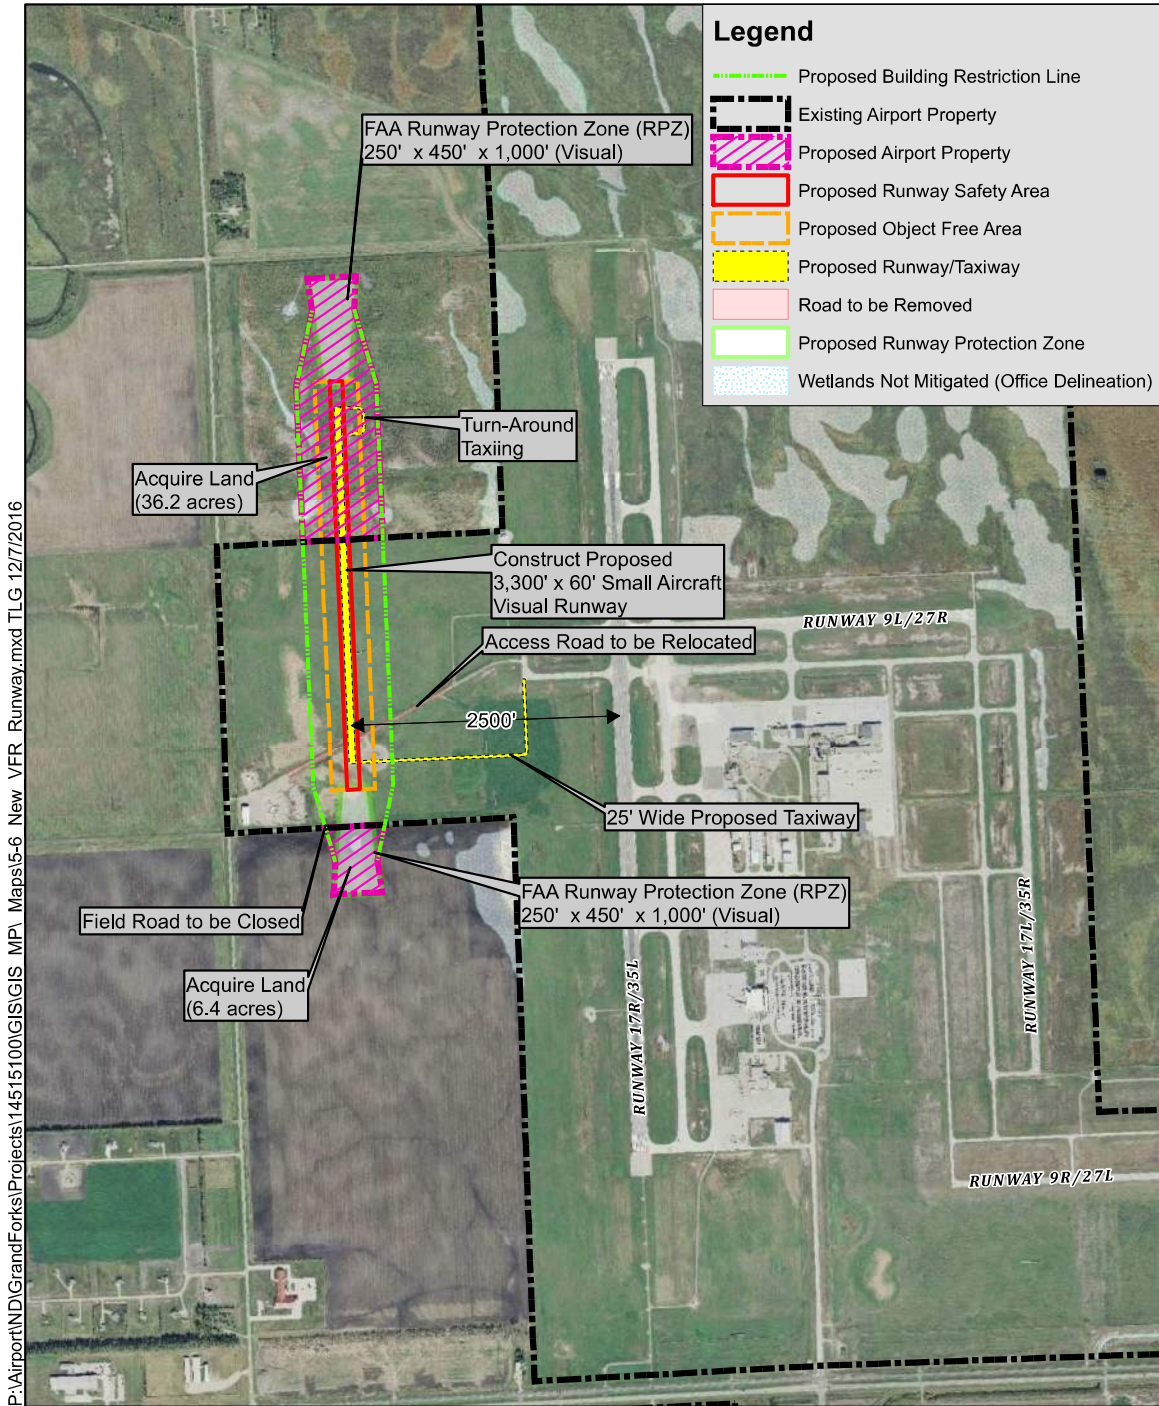 Legend
Proposed Building Restriction Line
Existing Airport Property
Proposed Airport Property
Proposed Runway Safety Area
Proposed Object Free Area
Proposed Runway/Taxiway
Road to be Removed
Proposed Runway Protection Zone
Wetlands Not Mitigated (Office Delineation)
FAA Runway Protection Zone (RPZ)
250' x 450' x 1,000' (Visual)
Turn-Around
Taxiing
Acquire Land
(36.2 acres)
Construct Proposed
3,300' x 60' Small Aircraft
Visual Runway
RUNWAY 9L/27R
Access Road to be Relocated
2500'
25' Wide Proposed Taxiway
FAA Runway Protection Zone (RPZ)
250' x 450' x 1,000' (Visual)
Field Road to be Closed
Acquire Land
(6.4 acres)
RUNWAY 17R/35L
RUNWAY 17L/35R
RUNWAY 9R/27L
P:\Airport\ND\GrandForks\Projects\14515100\GIS\GIS_MP\_Maps\5-6_New_VFR_Runway.mxd TLG 12/7/2016